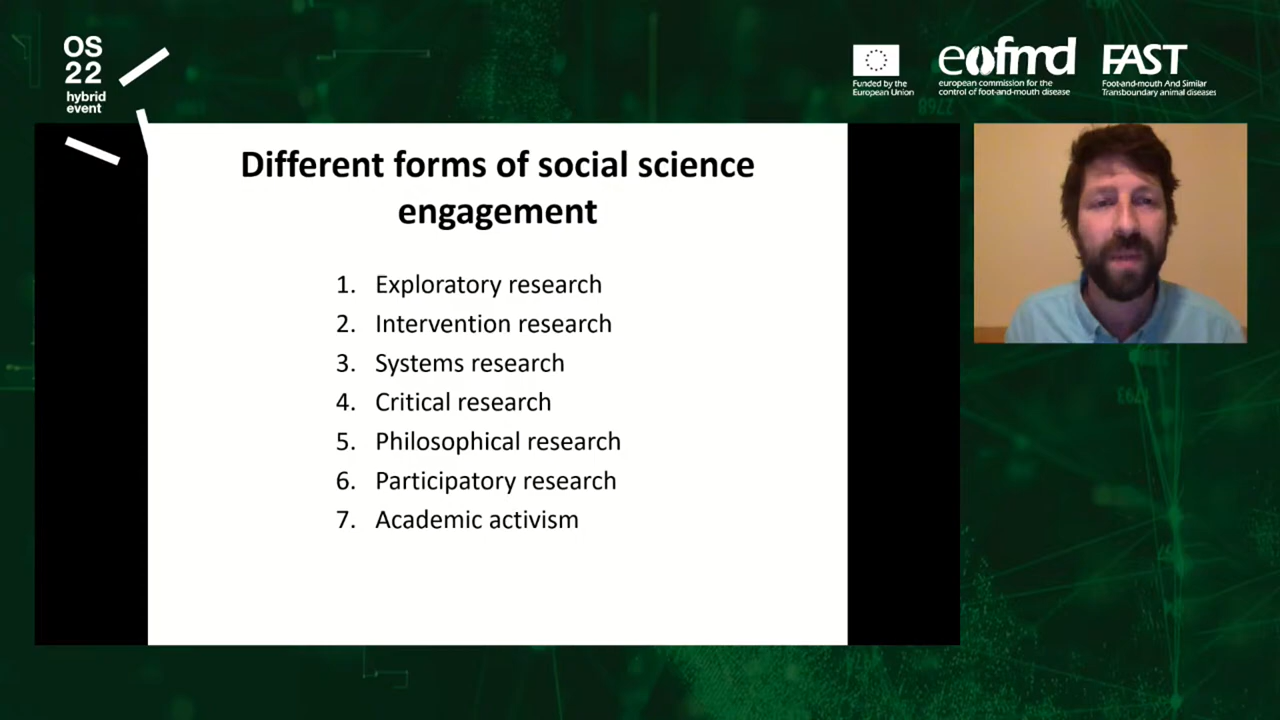 OS
22
hybrid
event
Funded by the
European Union
eofmd
european commission for the
control of foot-and-mouth disease
FAST
Foot-and-mouth And Similar
Transboundary animal diseases
Different forms of social science
engagement
1. Exploratory research
2. Intervention research
3. Systems research
4. Critical research
5. Philosophical research
6. Participatory research
7. Academic activism